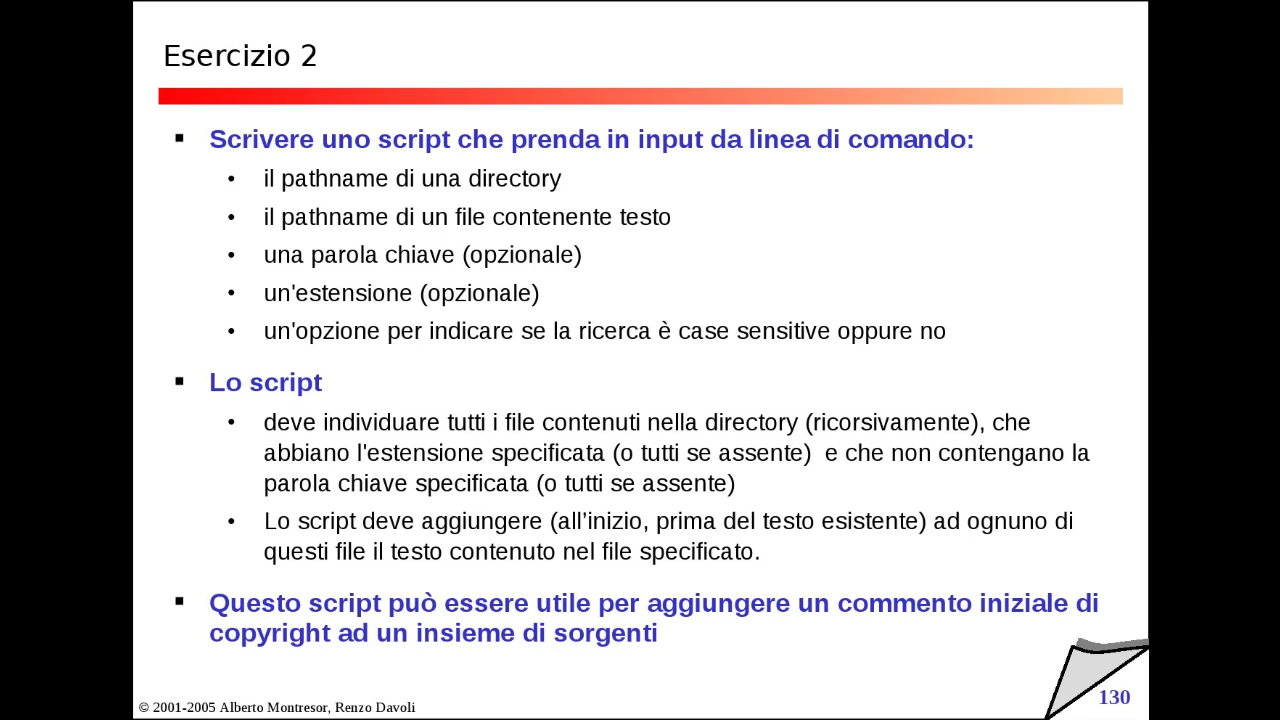 Esercizio 2
Scrivere uno script che prenda in input da linea di comando:
il pathname di una directory
il pathname di un file contenente testo
una parola chiave (opzionale)
un'estensione (opzionale)
un'opzione per indicare se la ricerca è case sensitive oppure no
Lo script
deve individuare tutti i file contenuti nella directory (ricorsivamente), che
abbiano l'estensione specificata (o tutti se assente)  e che non contengano la
parola chiave specificata (o tutti se assente)
Lo script deve aggiungere (all’inizio, prima del testo esistente) ad ognuno di
questi file il testo contenuto nel file specificato.
Questo script può essere utile per aggiungere un commento iniziale di
copyright ad un insieme di sorgenti
© 2001-2005 Alberto Montresor, Renzo Davoli
130